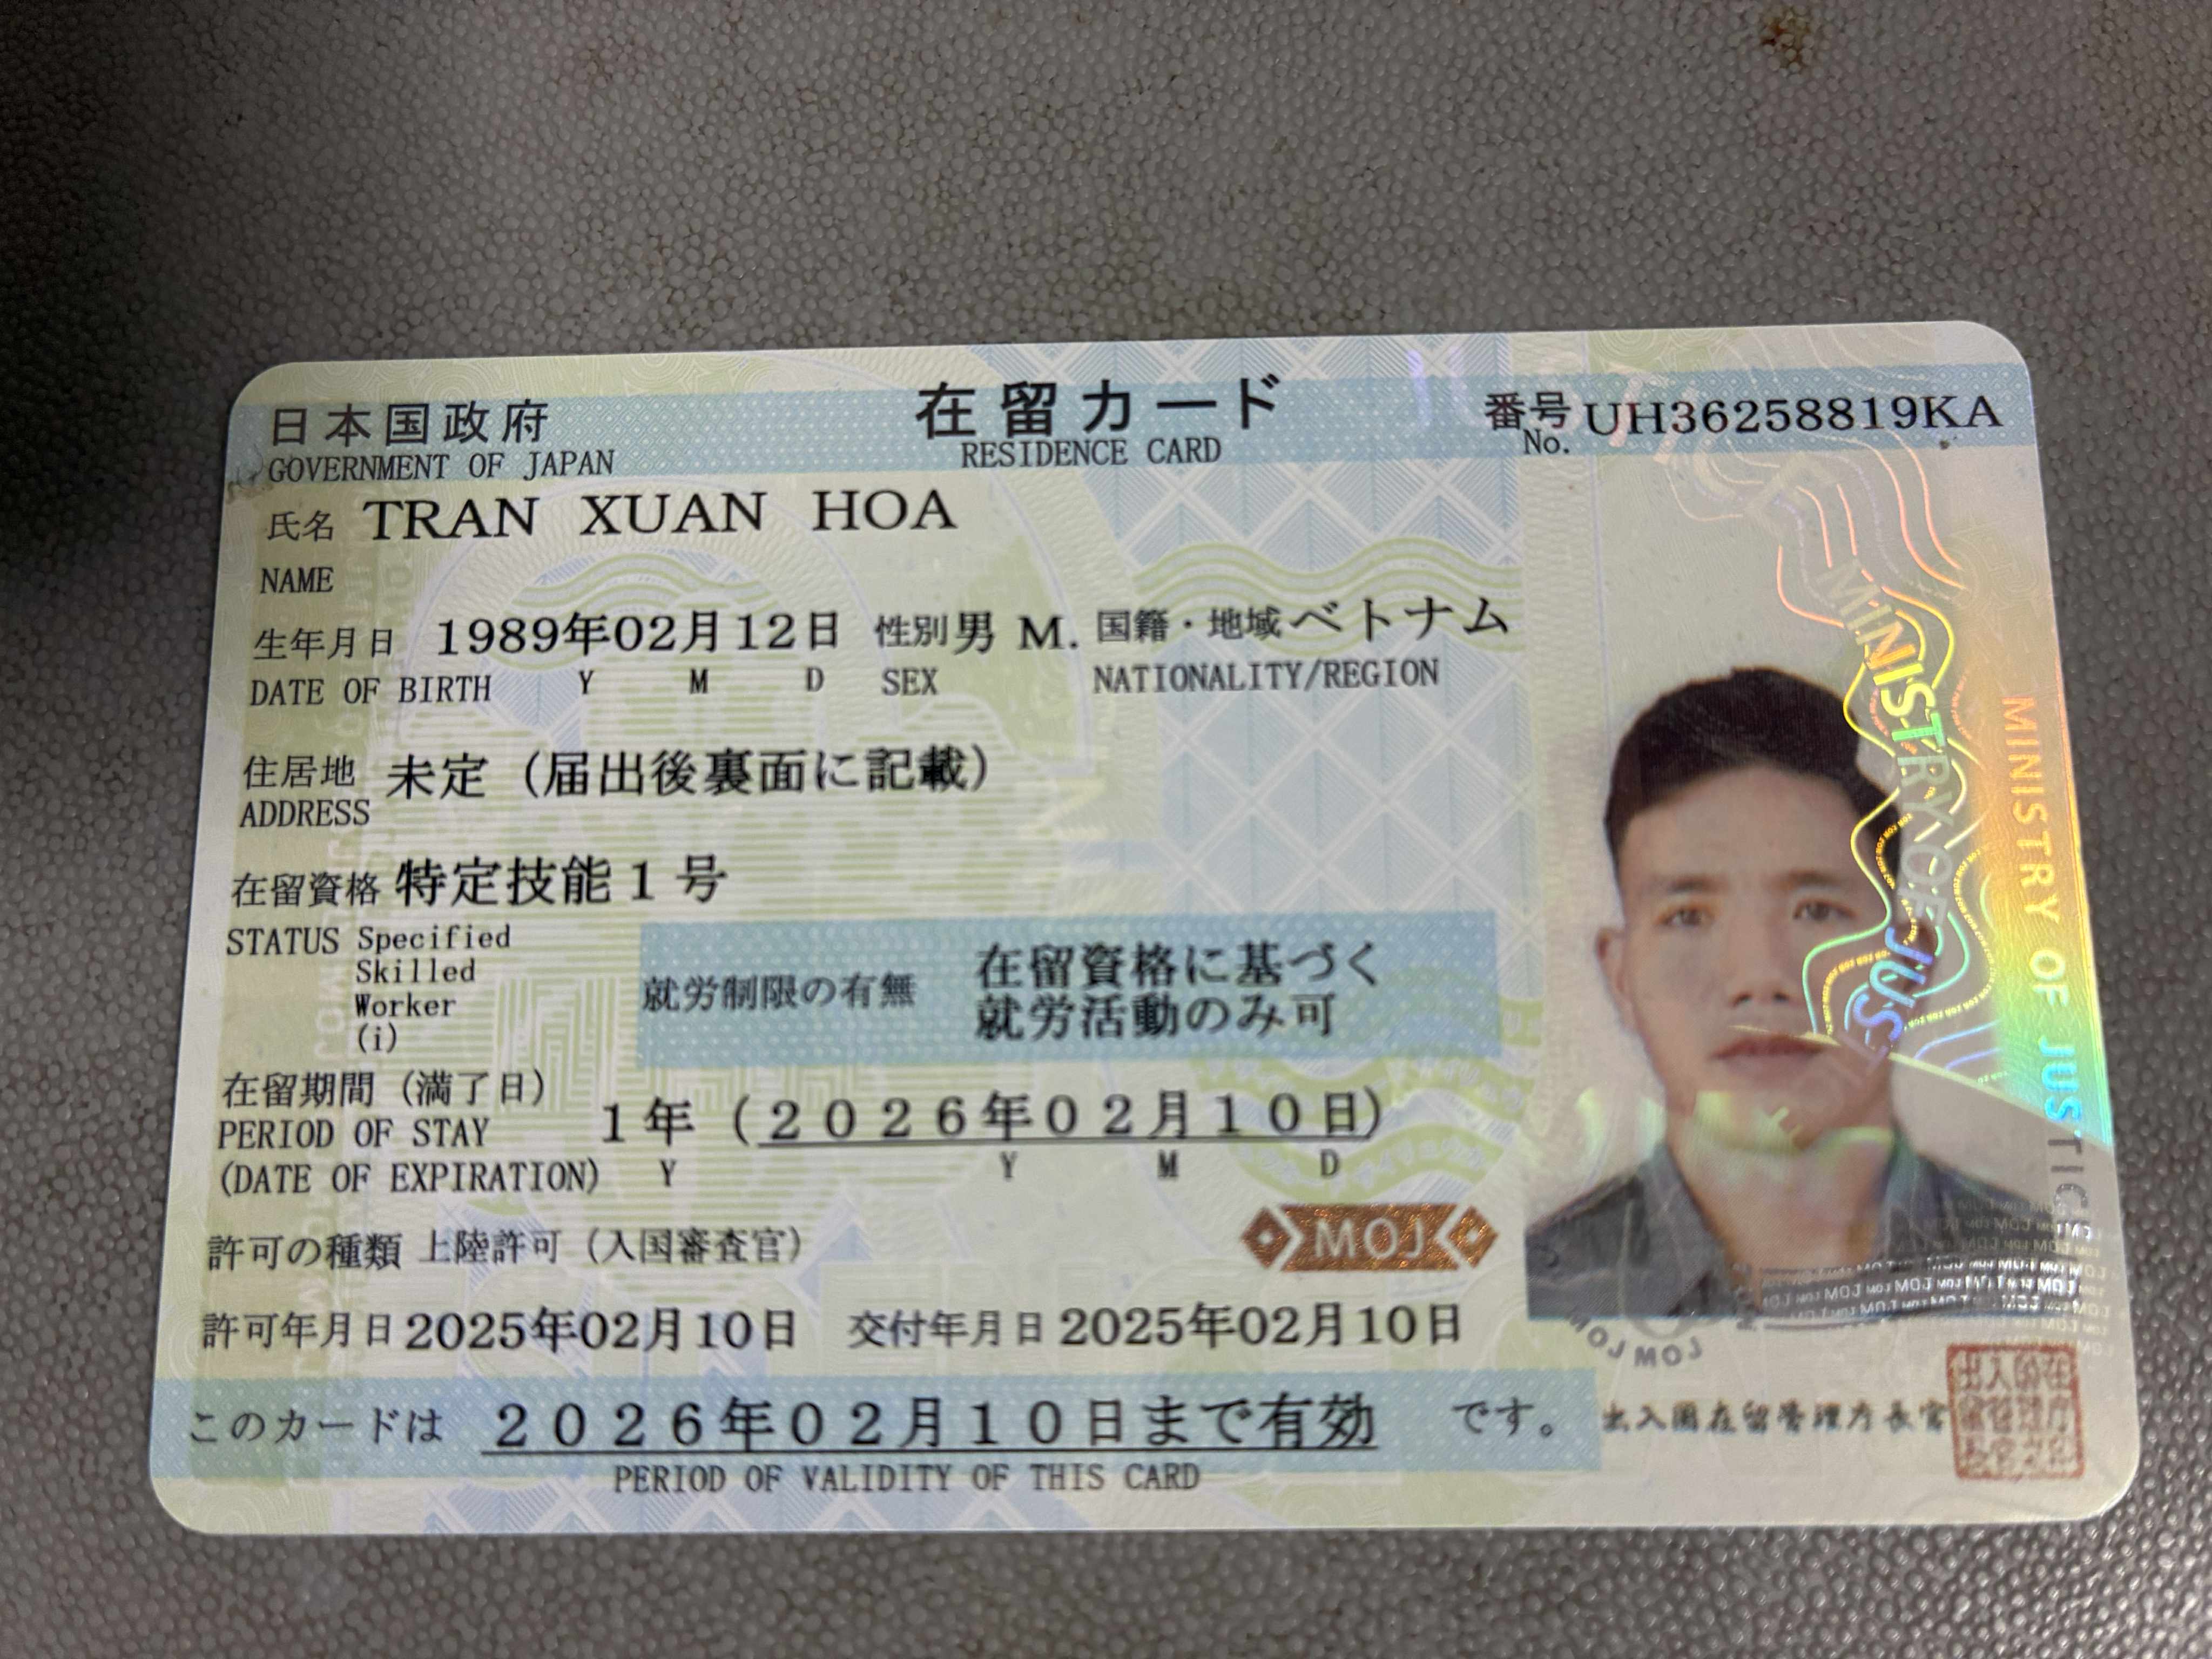 日本国政府 在留カード 番号 UH36258819KA
GOVERNMENT OF JAPAN RESIDENCE CARD No.
氏名 TRAN XUAN HOA
NAME
生年月日 1989年02月12日 性別 男 M. 国籍・地域 ベトナム
DATE OF BIRTH Y M D SEX NATIONALITY/REGION
住居地 未定（届出後裏面に記載）
ADDRESS
在留資格 特定技能1号
STATUS Specified
Skilled
Worker
(i)
就労制限の有無 在留資格に基づく
就労活動のみ可
在留期間（満了日） 1年（2026年02月10日）
PERIOD OF STAY
(DATE OF EXPIRATION) Y Y M D
許可の種類 上陸許可（入国審査官）
MOJ
許可年月日 2025年02月10日 交付年月日 2025年02月10日
このカードは 2026年02月10日まで有効 です。
PERIOD OF VALIDITY OF THIS CARD
出入国在留管理庁長官
MINISTRY OF JUSTICE
MINISTRY OF JUS